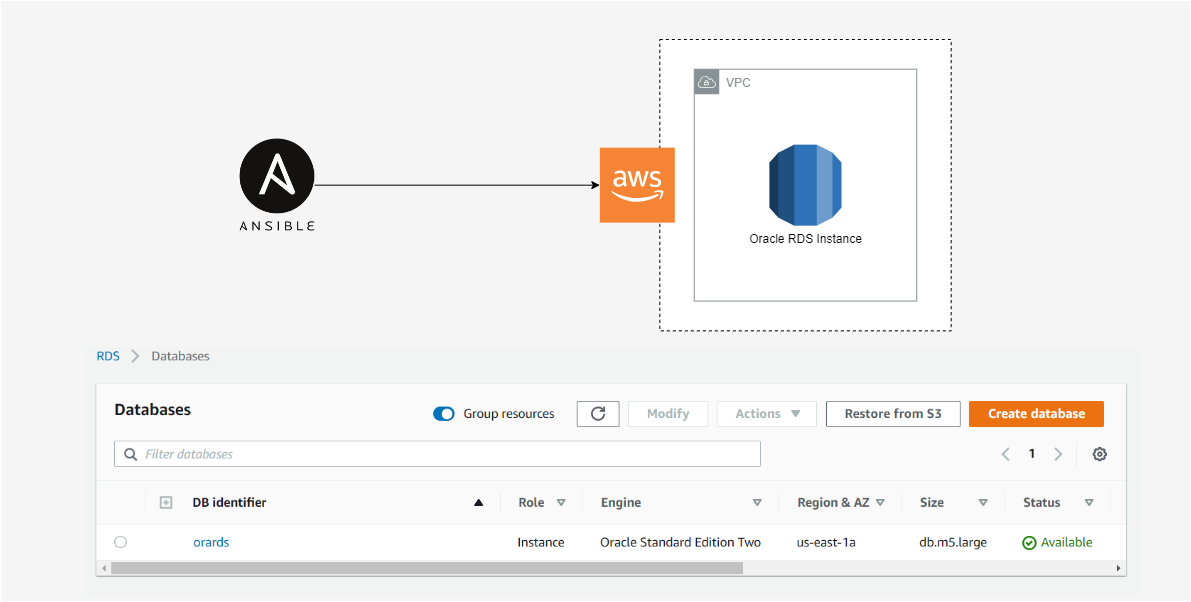 VPC
aws
ANSIBLE
Oracle RDS Instance
RDS > Databases
Databases
Group resources
Modify
Actions
Restore from S3
Create database
Filter databases
1
DB identifier Role Engine Region & AZ Size Status
orards Instance Oracle Standard Edition Two us-east-1a db.m5.large Available